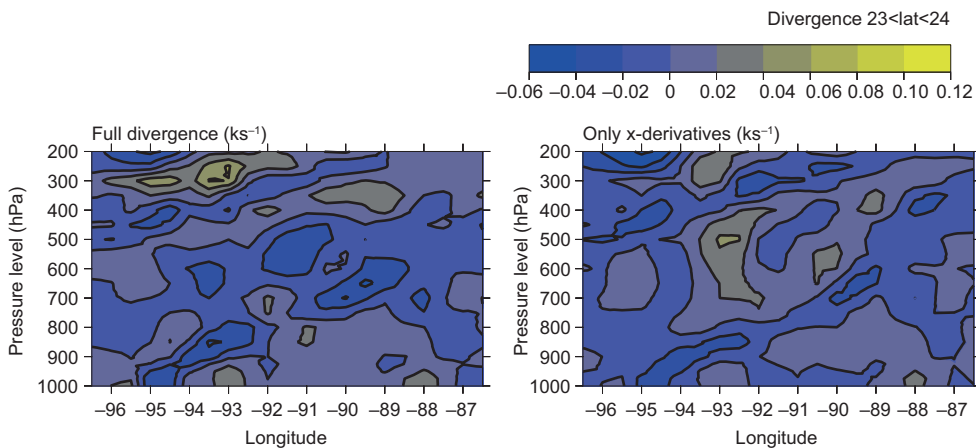 Divergence 23<lat<24
−0.06 −0.04 −0.02 0 0.02 0.04 0.06 0.08 0.10 0.12
Full divergence (ks⁻¹)
200
300
400
500
600
700
800
900
1000
Pressure level (hPa)
−96 −95 −94 −93 −92 −91 −90 −89 −88 −87
Longitude
Only x-derivatives (ks⁻¹)
200
300
400
500
600
700
800
900
1000
Pressure level (hPa)
−96 −95 −94 −93 −92 −91 −90 −89 −88 −87
Longitude